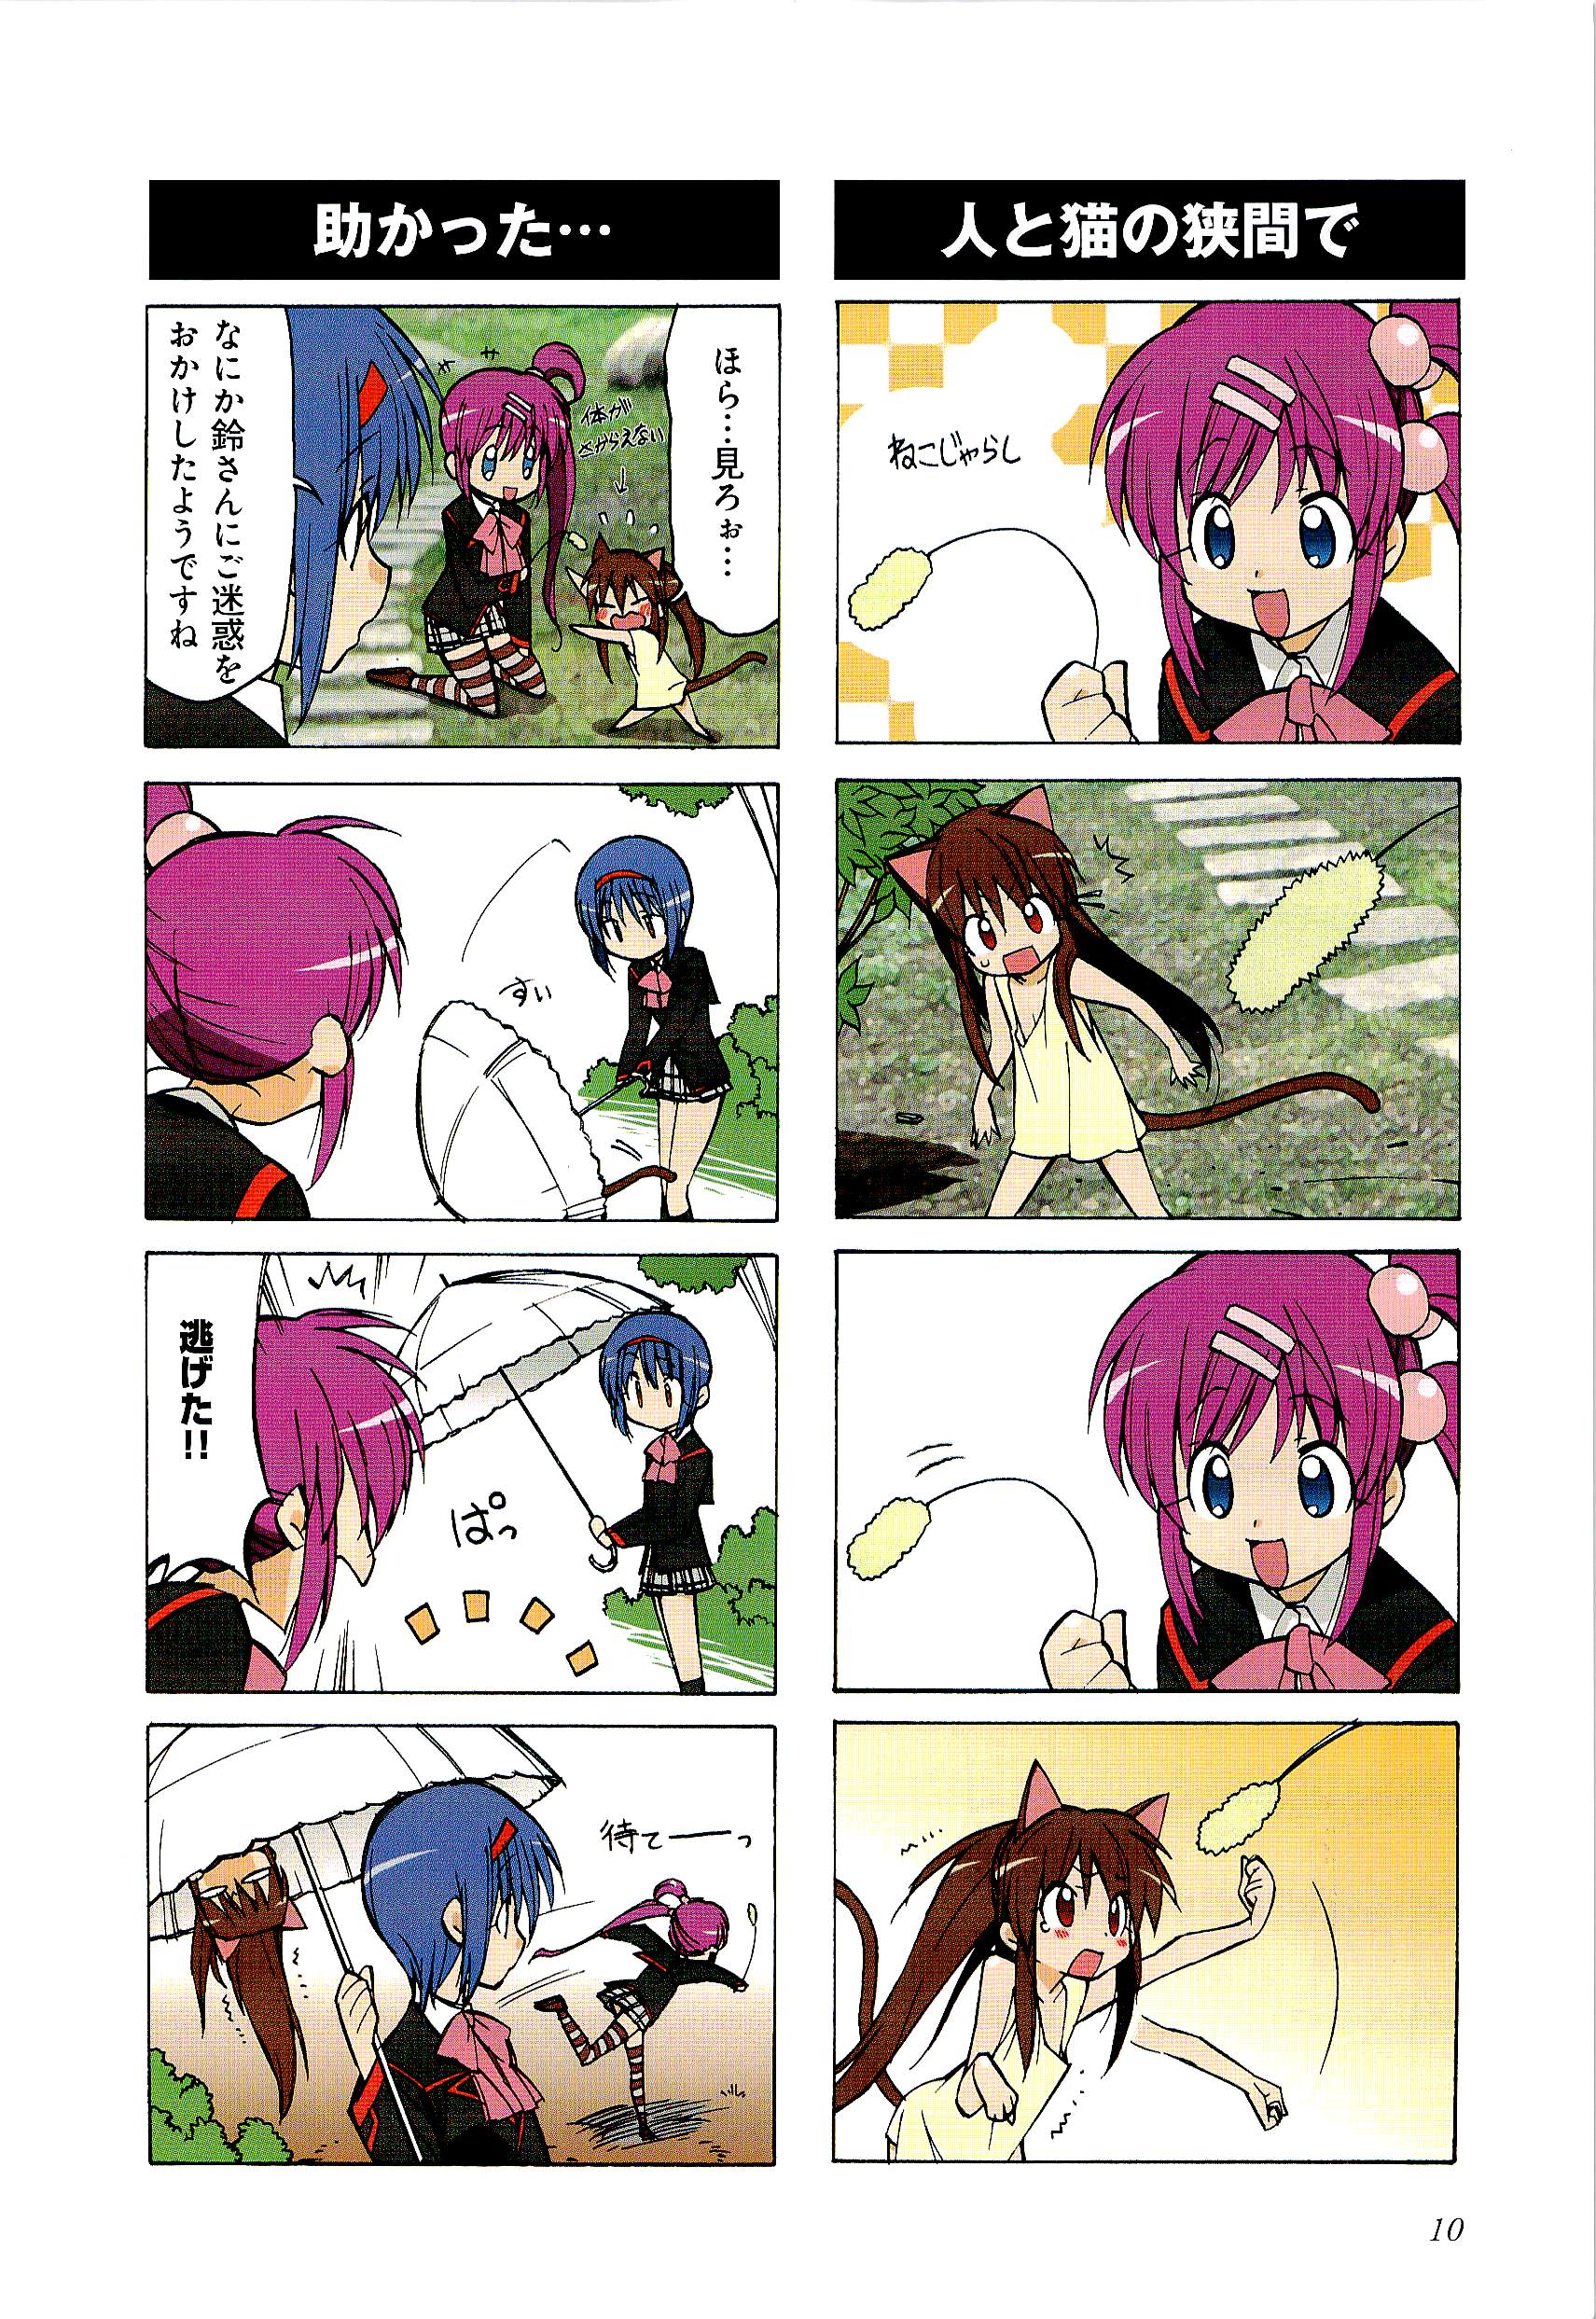 人と猫の狭間で
ねこじゃらし
助かった…
ほら…見ろぉ…
体が
さからえない
なにか鈴さんにご迷惑を
おかけしたようですね
すぃ
逃げた!!
ぱっ
待てーっ
10